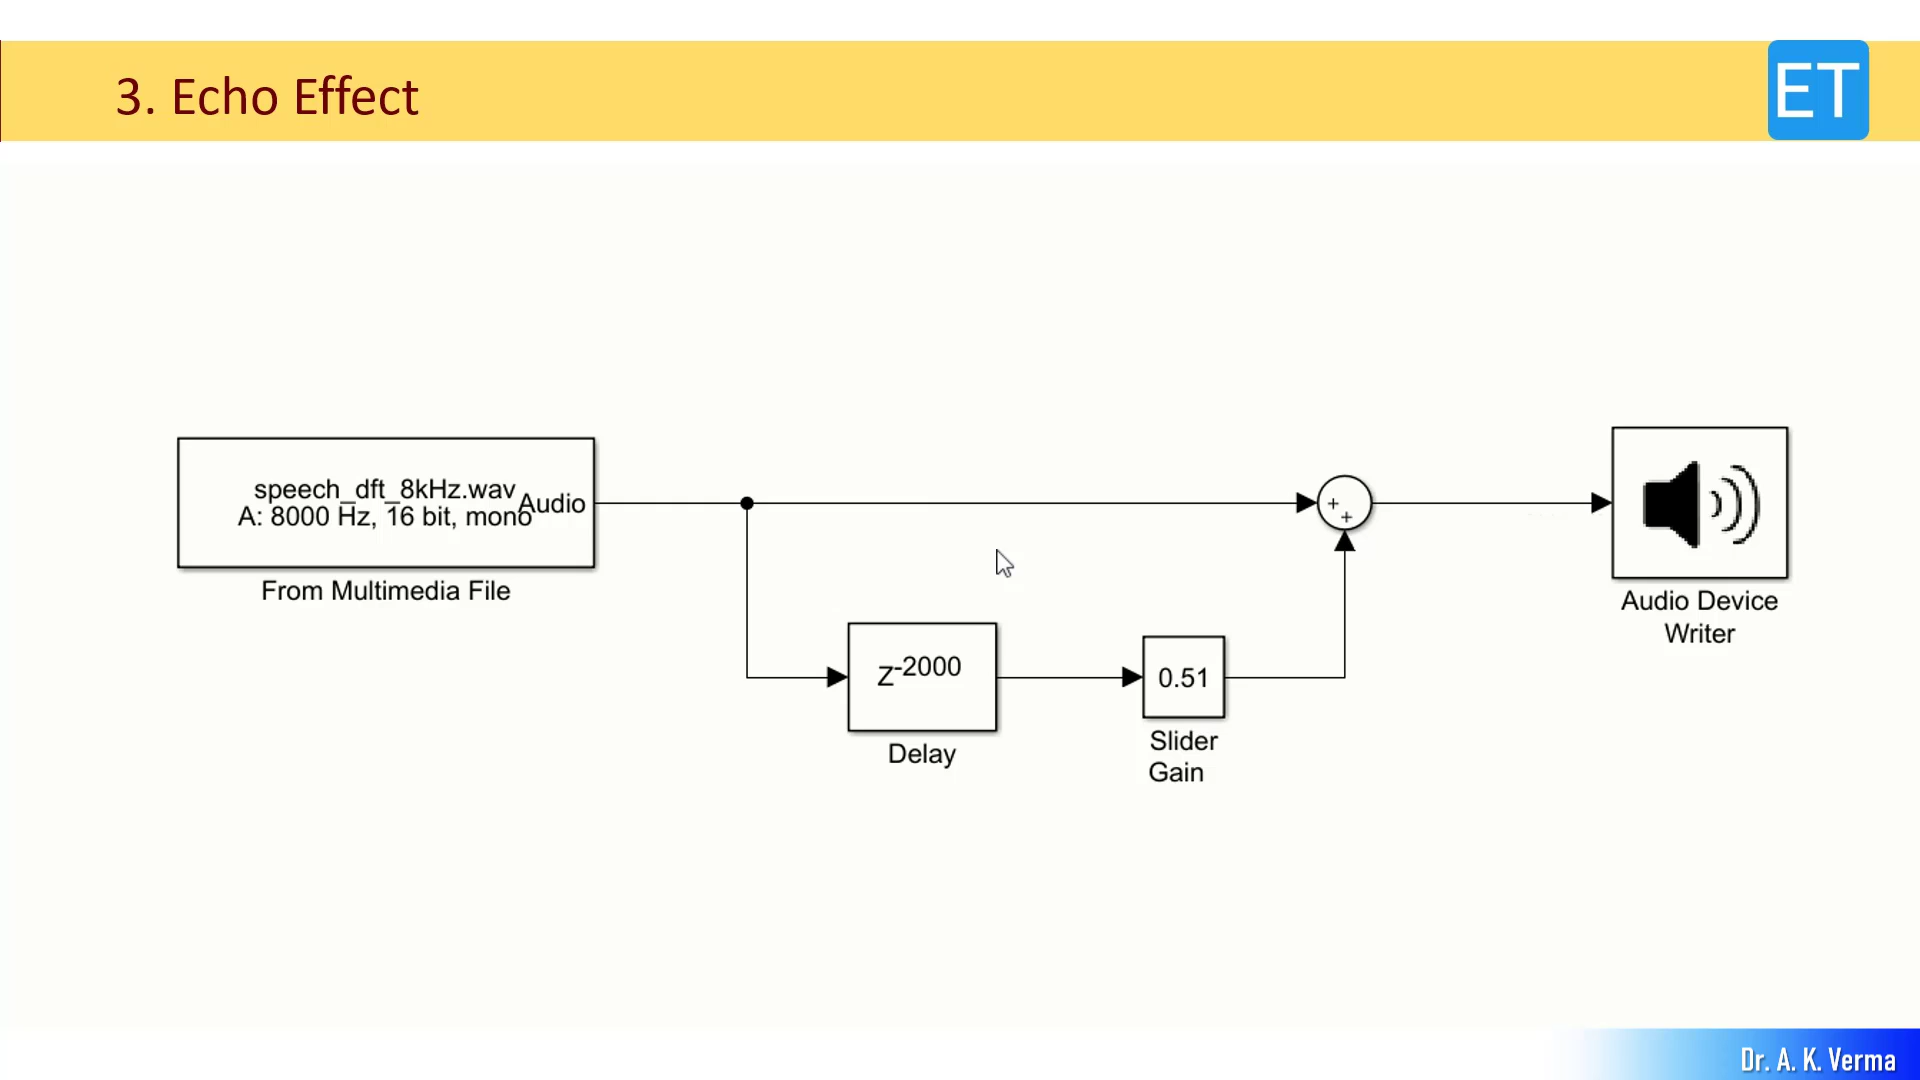 3. Echo Effect
ET
speech_dft_8kHz.wav
A: 8000 Hz, 16 bit, mono
Audio
From Multimedia File
+
+
Audio Device
Writer
Z-2000
Delay
0.51
Slider
Gain
Dr. A. K. Verma